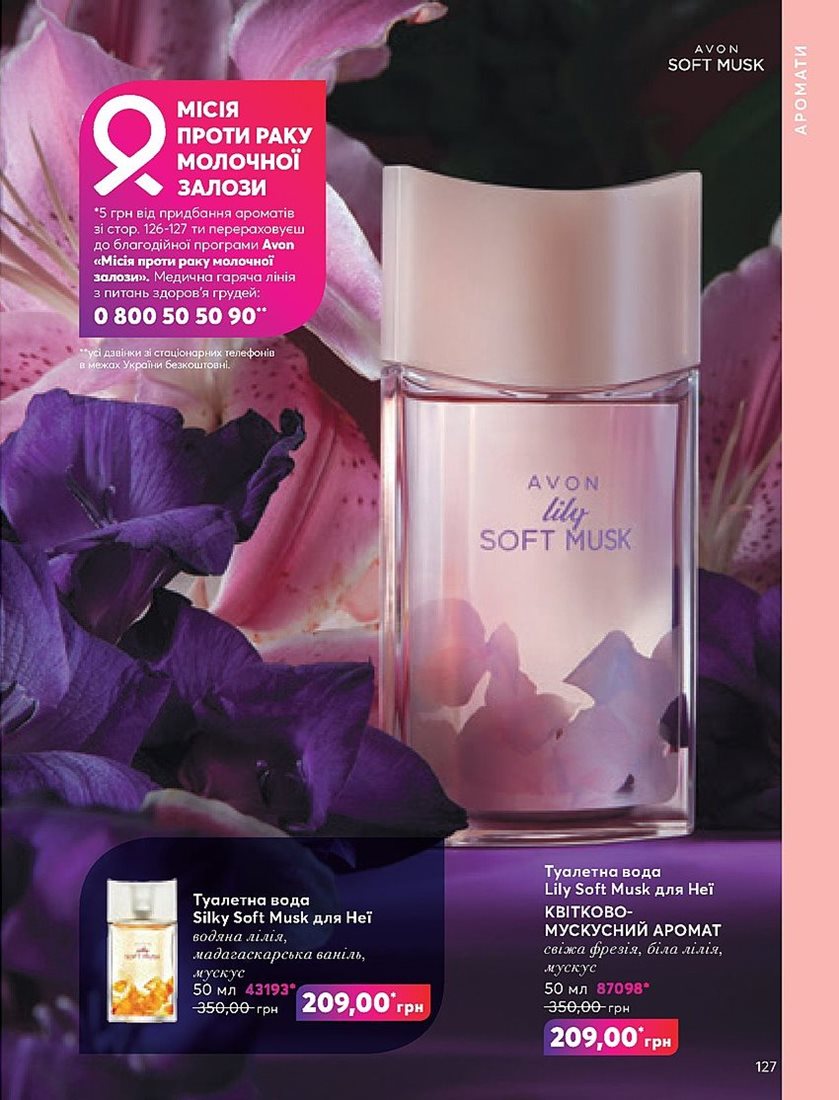 AVON
SOFT MUSK
АРОМАТИ
МІСІЯ
ПРОТИ РАКУ
МОЛОЧНОЇ
ЗАЛОЗИ
*5 грн від придбання ароматів
зі стор. 126-127 ти перераховуєш
до благодійної програми Avon
«Місія проти раку молочної
залози». Медична гаряча лінія
з питань здоров'я грудей:
0 800 50 50 90**
**усі дзвінки зі стаціонарних телефонів
в межах України безкоштовні.
AVON
lily
SOFT MUSK
Туалетна вода
Silky Soft Musk для Неї
водяна лілія,
мадагаскарська ваніль,
мускус
50 мл 43193*
350,00 грн
209,00*грн
silky
SOFT MUSK
Туалетна вода
Lily Soft Musk для Неї
КВІТКОВО-
МУСКУСНИЙ АРОМАТ
свіжа фрезія, біла лілія,
мускус
50 мл 87098*
350,00 грн
209,00*грн
127